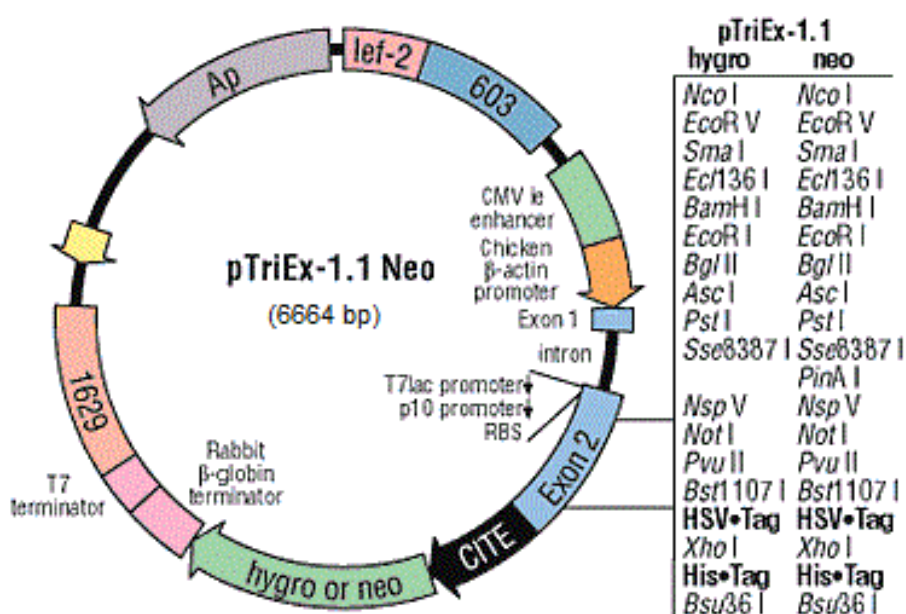 Ap
lef-2
603
CMV ie
enhancer
Chicken
β-actin
promoter
pTriEx-1.1 Neo
(6664 bp)
Exon 1
intron
T7lac promoter
p10 promoter
RBS
Exon 2
CITE
hygro or neo
Rabbit
β-globin
terminator
T7
terminator
1629
pTriEx-1.1
hygro neo
Nco I Nco I
EcoR V EcoR V
Sma I Sma I
Ecl136 I Ecl136 I
BamH I BamH I
EcoR I EcoR I
Bgl II Bgl II
Asc I Asc I
Pst I Pst I
Sse8387 I Sse8387 I
PinA I
Nsp V Nsp V
Not I Not I
Pvu II Pvu II
Bst1107 I Bst1107 I
HSV•Tag HSV•Tag
Xho I Xho I
His•Tag His•Tag
Bsu36 I Bsu36 I